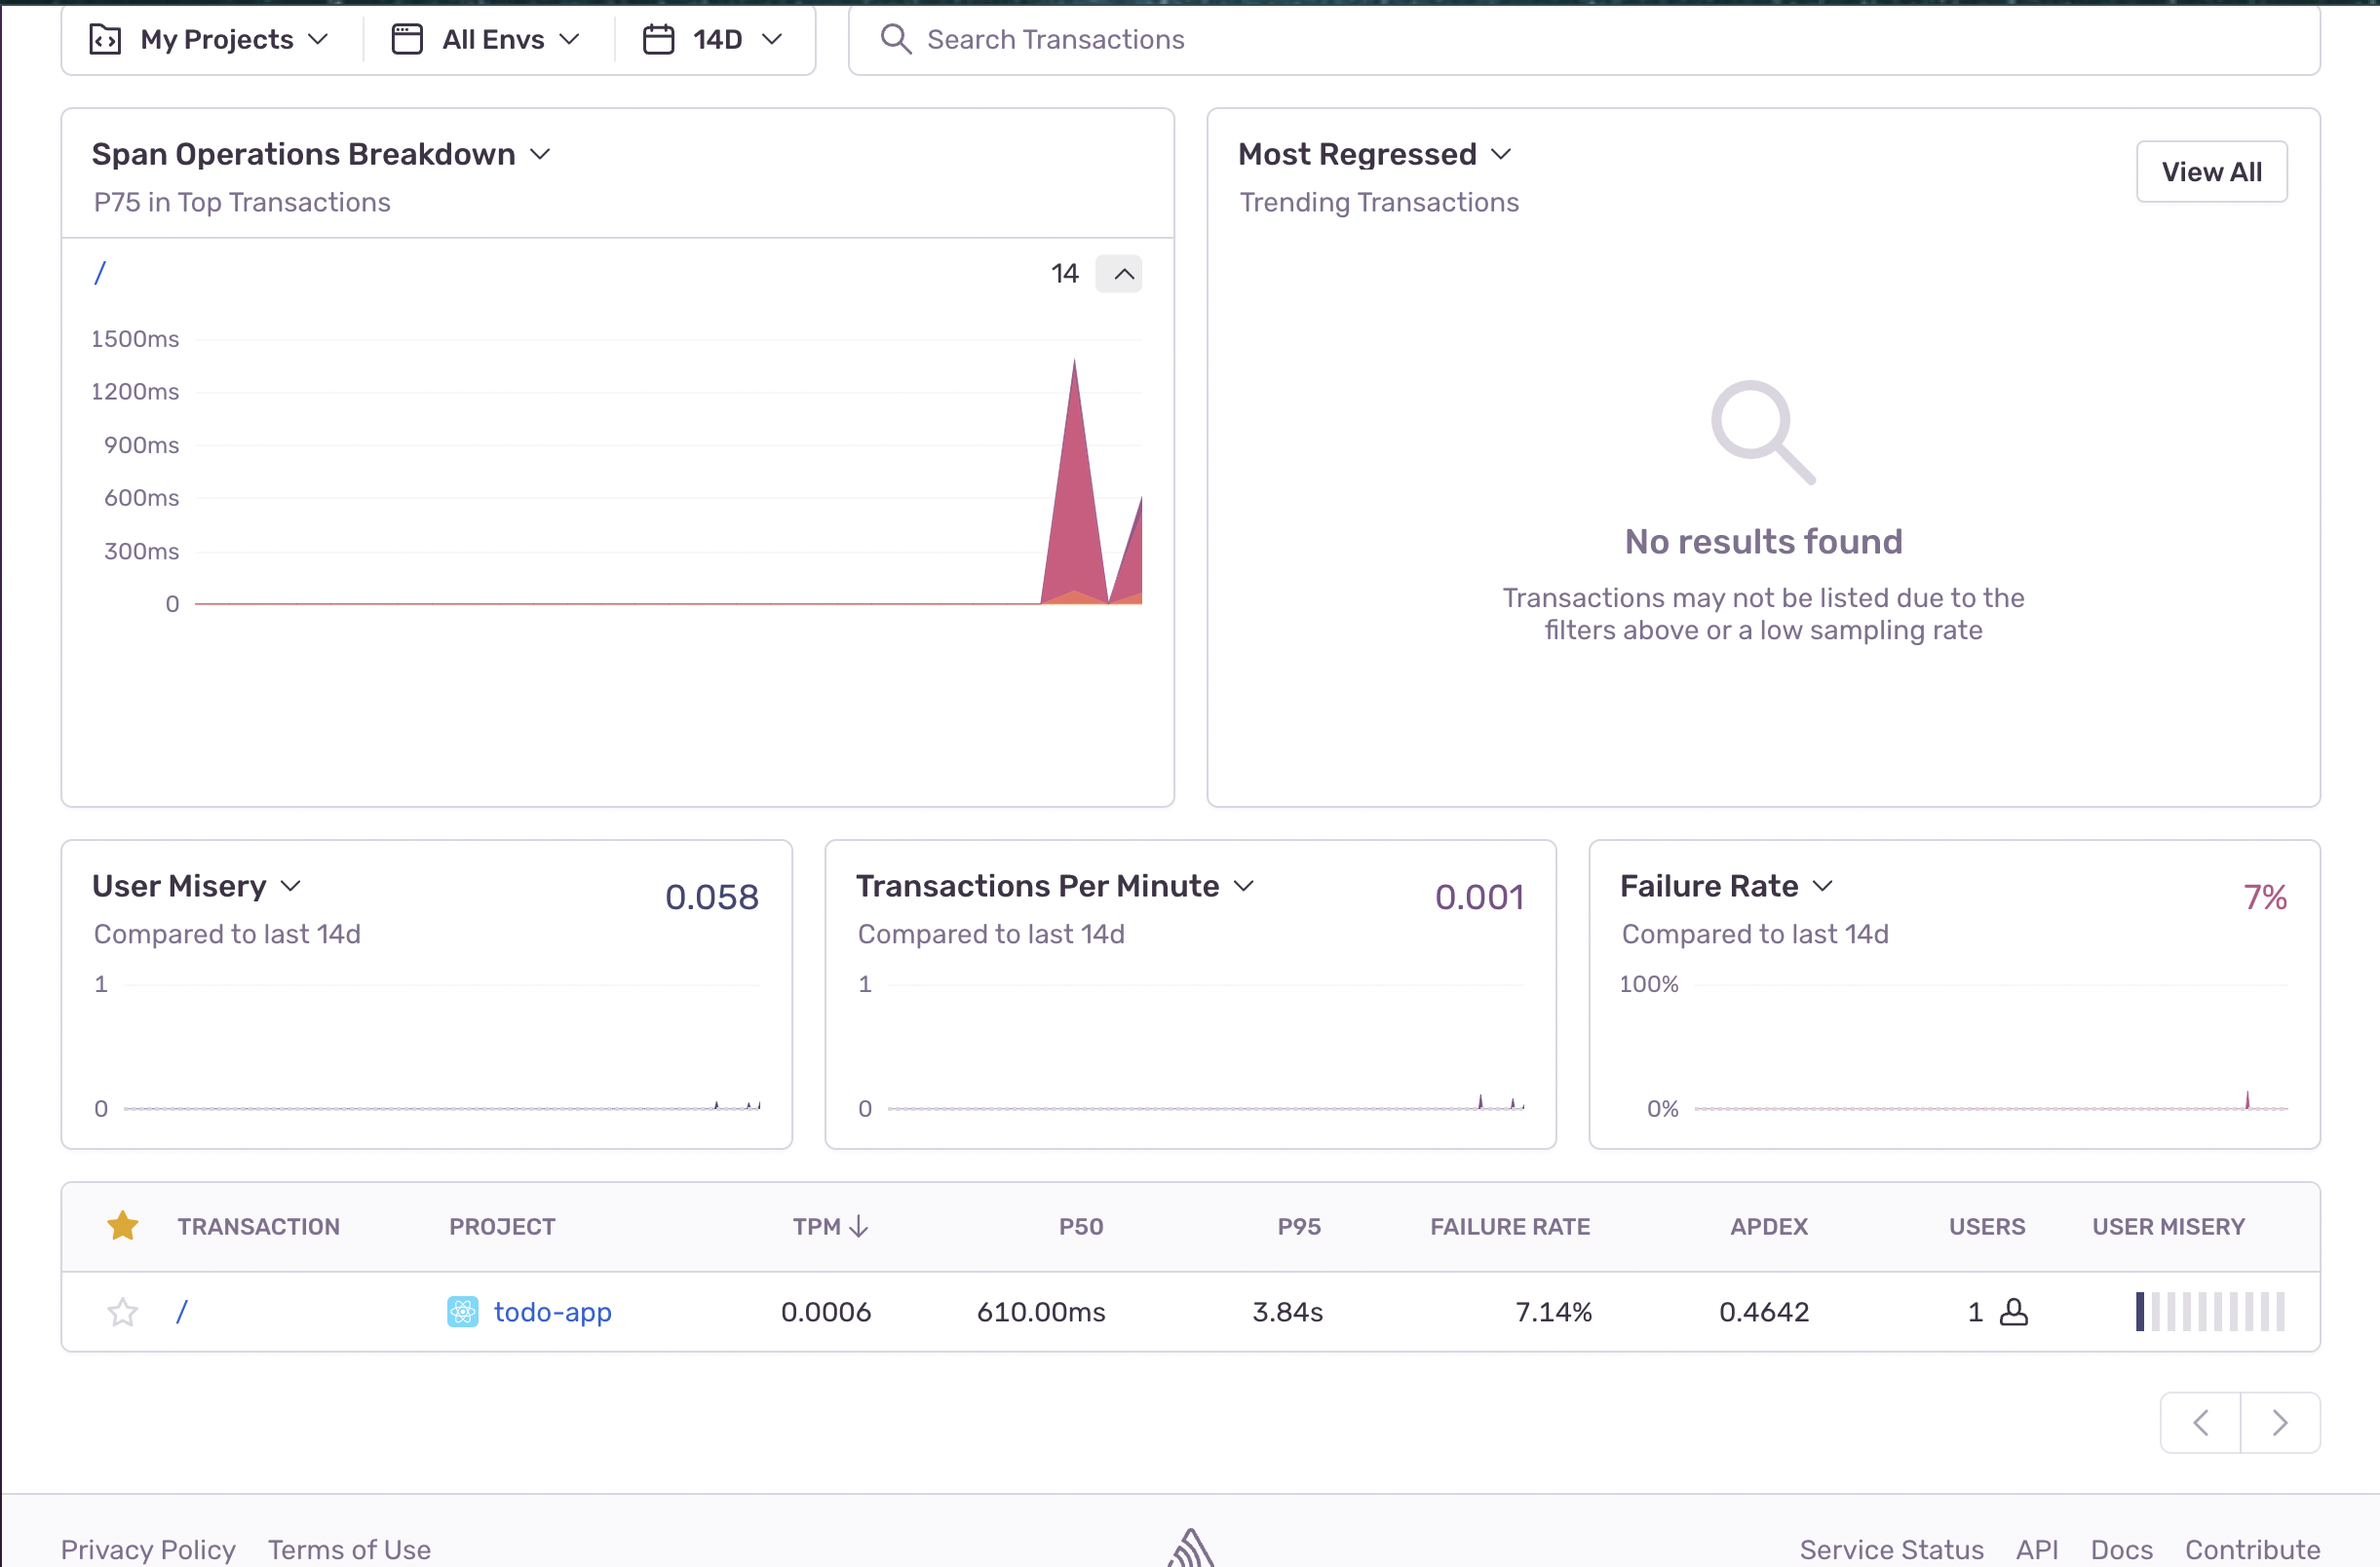 My Projects All Envs 14D Search Transactions
Span Operations Breakdown
P75 in Top Transactions
/ 14
1500ms
1200ms
900ms
600ms
300ms
0
Most Regressed View All
Trending Transactions
No results found
Transactions may not be listed due to the
filters above or a low sampling rate
User Misery 0.058
Compared to last 14d
1
0
Transactions Per Minute 0.001
Compared to last 14d
1
0
Failure Rate 7%
Compared to last 14d
100%
0%
TRANSACTION PROJECT TPM P50 P95 FAILURE RATE APDEX USERS USER MISERY
/ todo-app 0.0006 610.00ms 3.84s 7.14% 0.4642 1
Privacy Policy Terms of Use Service Status API Docs Contribute